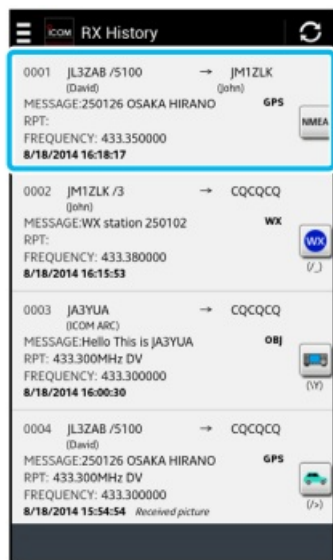 ICOM RX History
0001 JL3ZAB /5100 → JM1ZLK
(David) (John)
MESSAGE:250126 OSAKA HIRANO GPS
RPT: NMEA
FREQUENCY: 433.350000
8/18/2014 16:18:17
0002 JM1ZLK /3 → CQCQCQ
(John)
MESSAGE:WX station 250102 WX
RPT: WX
FREQUENCY: 433.380000 (/_)
8/18/2014 16:15:53
0003 JA3YUA → CQCQCQ
(ICOM ARC)
MESSAGE:Hello This is JA3YUA OBJ
RPT: 433.300MHz DV
FREQUENCY: 433.300000 (\Y)
8/18/2014 16:00:30
0004 JL3ZAB /5100 → CQCQCQ
(David)
MESSAGE:250126 OSAKA HIRANO GPS
RPT: 433.300MHz DV
FREQUENCY: 433.300000 (/>)
8/18/2014 15:54:54 Received picture